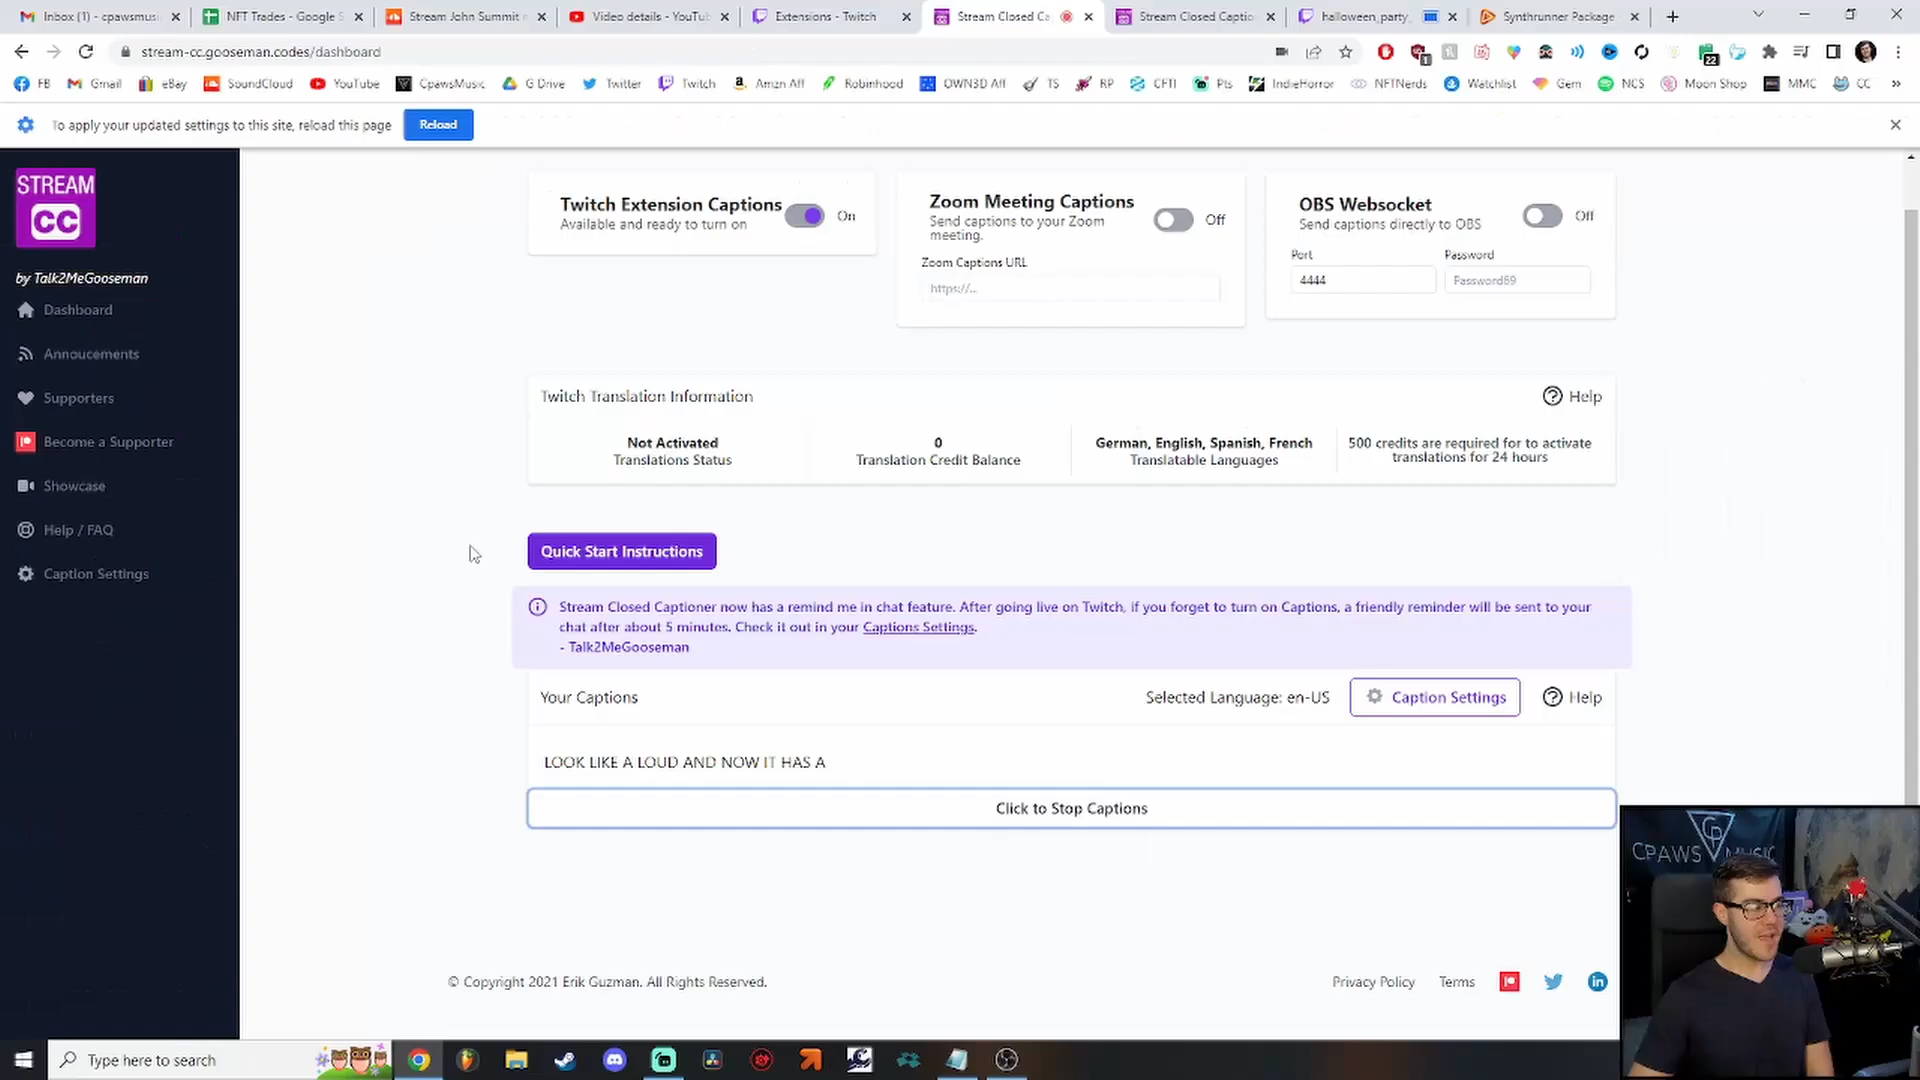 Inbox (1) - cpawsmusi
NFT Trades - Google S
Stream John Summit
Video details - YouTub
Extensions - Twitch
Stream Closed Ca
Stream Closed Captio
halloween_party_
Synthrunner Package
stream-cc.gooseman.codes/dashboard
FB
Gmail
eBay
SoundCloud
YouTube
CpawsMusic
G Drive
Twitter
Twitch
Amzn Aff
Robinhood
OWN3D Aff
TS
RP
CFTI
Pts
IndieHorror
NFTNerds
Watchlist
Gem
NCS
Moon Shop
MMC
CC
To apply your updated settings to this site, reload this page
Reload
STREAM
CC
by Talk2MeGooseman
Dashboard
Annoucements
Supporters
Become a Supporter
Showcase
Help / FAQ
Caption Settings
Twitch Extension Captions
Available and ready to turn on
On
Zoom Meeting Captions
Send captions to your Zoom
meeting.
Off
Zoom Captions URL
https://...
OBS Websocket
Send captions directly to OBS
Off
Port
Password
4444
Password69
Twitch Translation Information
Help
Not Activated
Translations Status
0
Translation Credit Balance
German, English, Spanish, French
Translatable Languages
500 credits are required for to activate
translations for 24 hours
Quick Start Instructions
Stream Closed Captioner now has a remind me in chat feature. After going live on Twitch, if you forget to turn on Captions, a friendly reminder will be sent to your
chat after about 5 minutes. Check it out in your Captions Settings.
- Talk2MeGooseman
Your Captions
Selected Language: en-US
Caption Settings
Help
LOOK LIKE A LOUD AND NOW IT HAS A
Click to Stop Captions
© Copyright 2021 Erik Guzman. All Rights Reserved.
Privacy Policy
Terms
CPAWS MUSIC
Type here to search